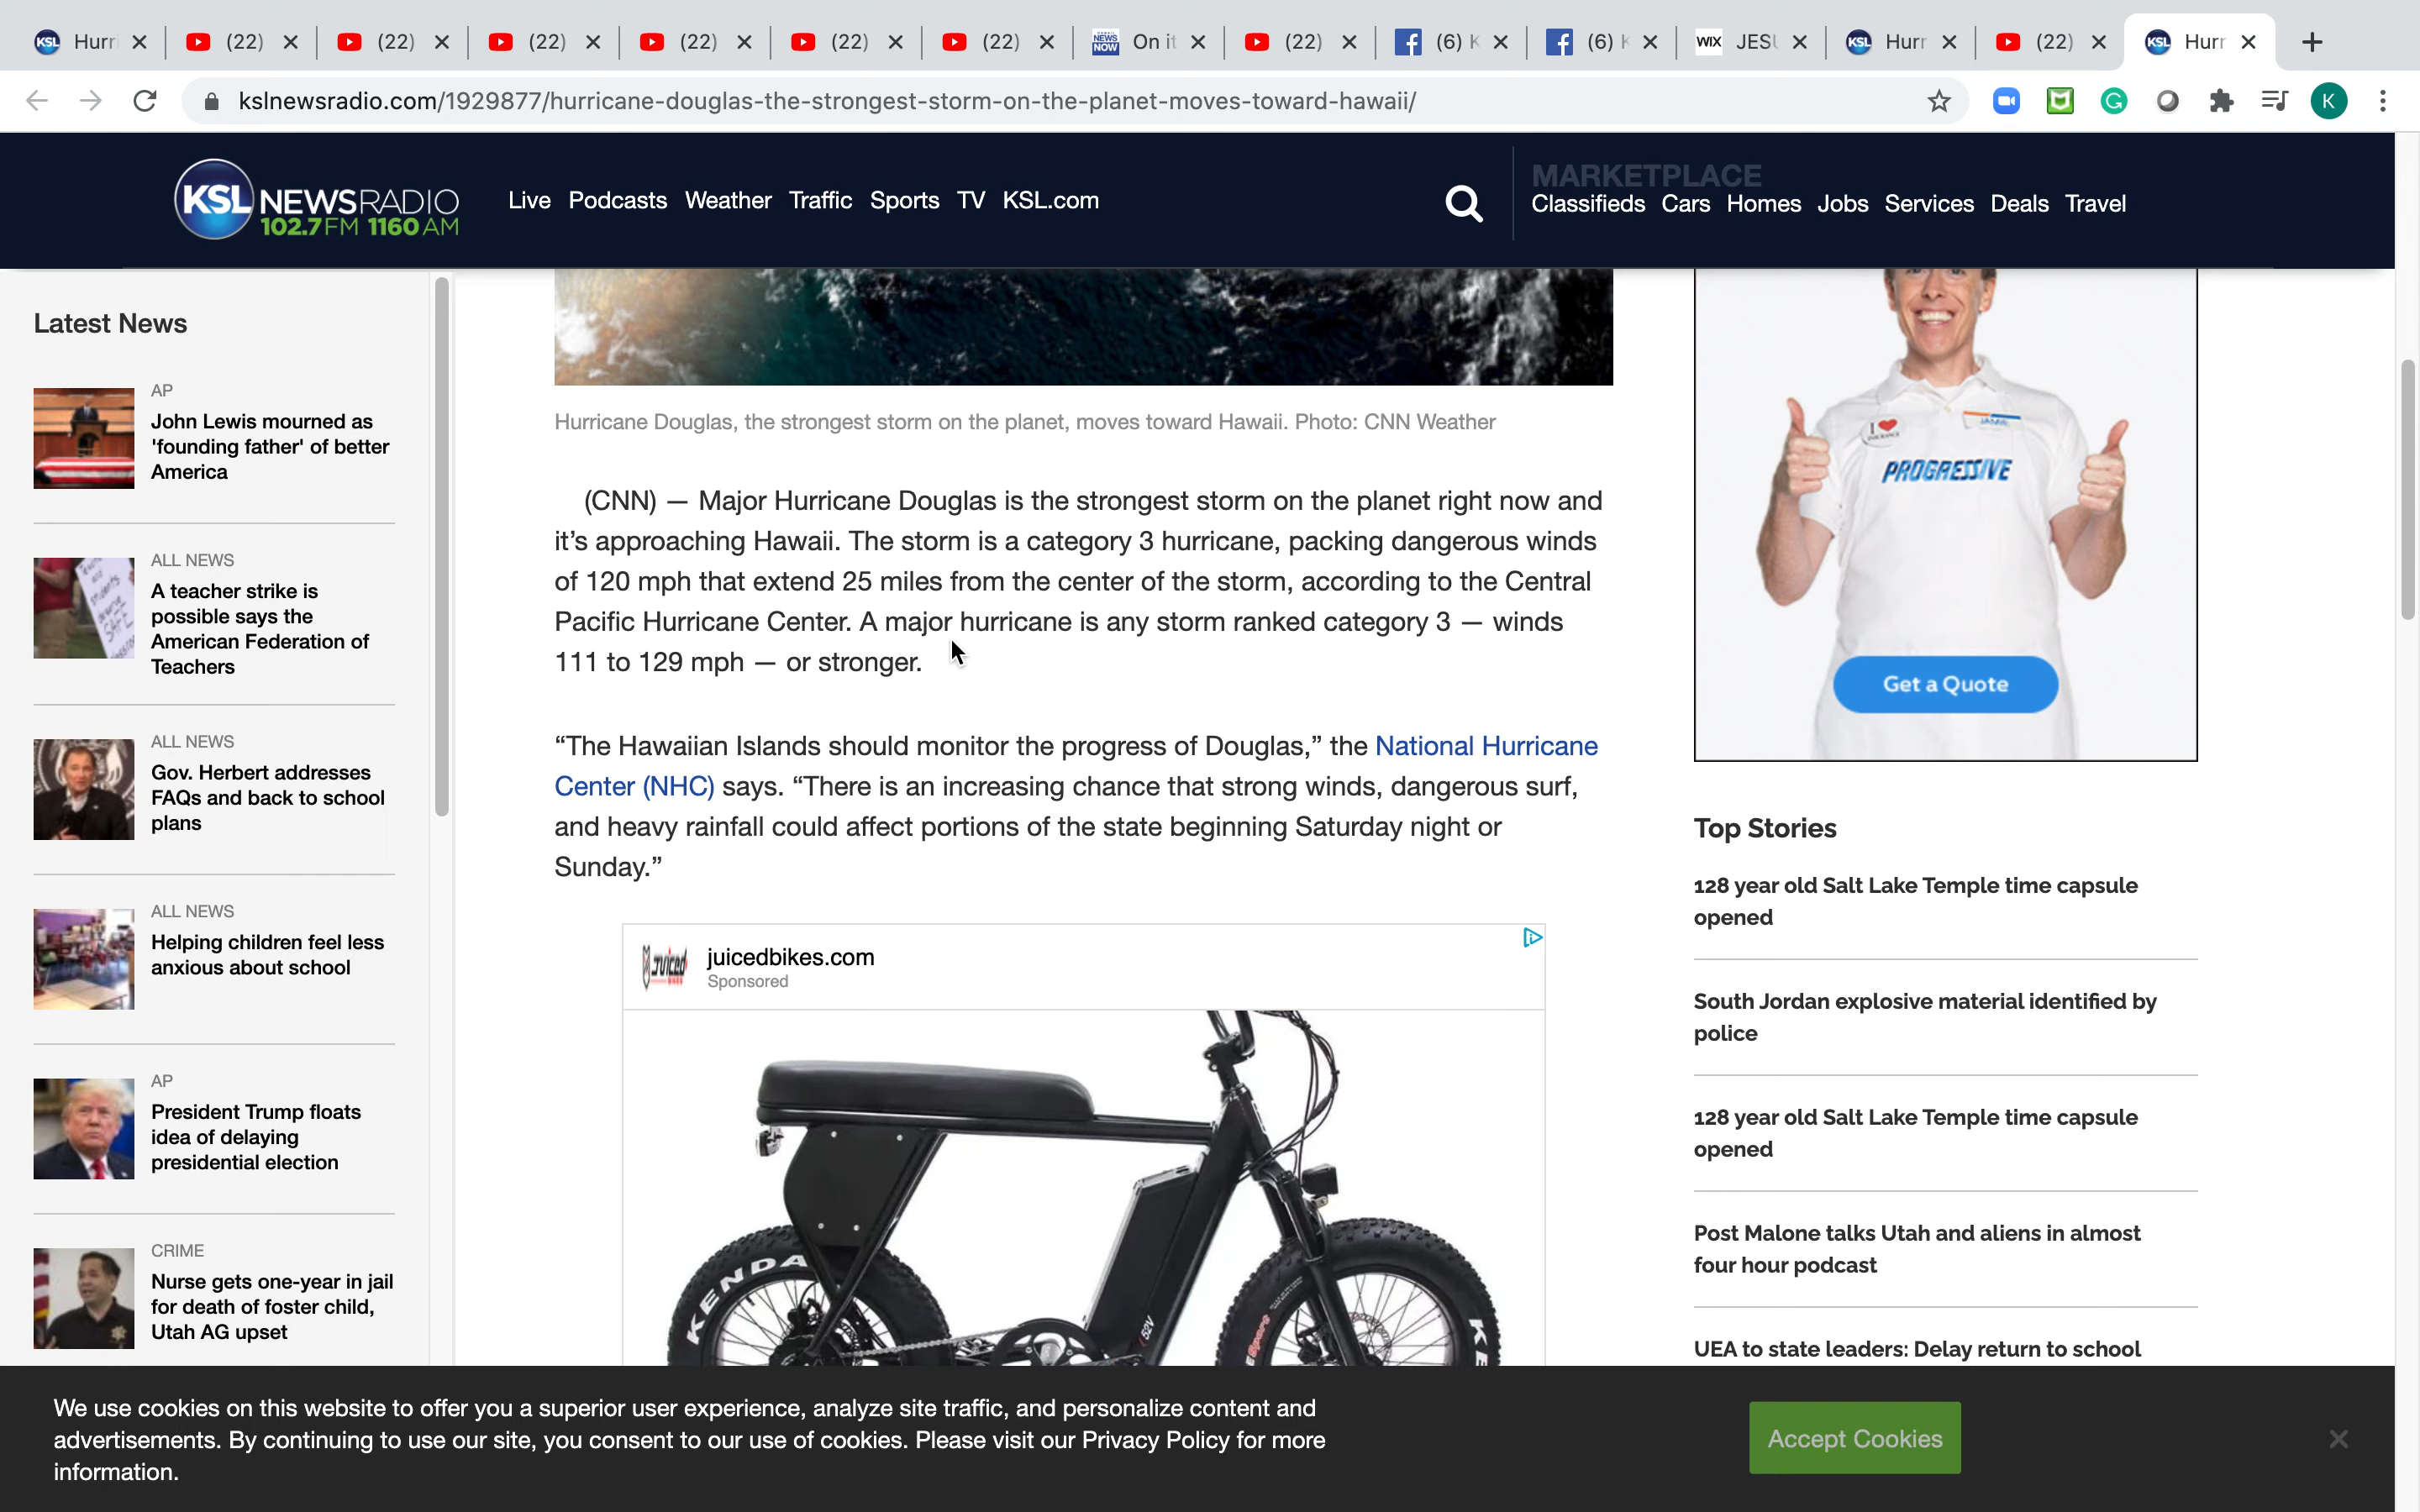 Hurr
(22)
(22)
(22)
(22)
(22)
(22)
On it
(22)
(6)
(6)
WIX JESU
Hurr
(22)
Hurr
kslnewsradio.com/1929877/hurricane-douglas-the-strongest-storm-on-the-planet-moves-toward-hawaii/
K
KSL NEWSRADIO
102.7FM 1160AM
Live Podcasts Weather Traffic Sports TV KSL.com
MARKETPLACE
Classifieds Cars Homes Jobs Services Deals Travel
Latest News
AP
John Lewis mourned as
'founding father' of better
America
ALL NEWS
A teacher strike is
possible says the
American Federation of
Teachers
ALL NEWS
Gov. Herbert addresses
FAQs and back to school
plans
ALL NEWS
Helping children feel less
anxious about school
AP
President Trump floats
idea of delaying
presidential election
CRIME
Nurse gets one-year in jail
for death of foster child,
Utah AG upset
Hurricane Douglas, the strongest storm on the planet, moves toward Hawaii. Photo: CNN Weather
(CNN) — Major Hurricane Douglas is the strongest storm on the planet right now and
it’s approaching Hawaii. The storm is a category 3 hurricane, packing dangerous winds
of 120 mph that extend 25 miles from the center of the storm, according to the Central
Pacific Hurricane Center. A major hurricane is any storm ranked category 3 — winds
111 to 129 mph — or stronger.
“The Hawaiian Islands should monitor the progress of Douglas,” the National Hurricane
Center (NHC) says. “There is an increasing chance that strong winds, dangerous surf,
and heavy rainfall could affect portions of the state beginning Saturday night or
Sunday.”
juicedbikes.com
Sponsored
KENDA
52V
PROGRESSIVE
Get a Quote
Top Stories
128 year old Salt Lake Temple time capsule
opened
South Jordan explosive material identified by
police
128 year old Salt Lake Temple time capsule
opened
Post Malone talks Utah and aliens in almost
four hour podcast
UEA to state leaders: Delay return to school
We use cookies on this website to offer you a superior user experience, analyze site traffic, and personalize content and
advertisements. By continuing to use our site, you consent to our use of cookies. Please visit our Privacy Policy for more
information.
Accept Cookies